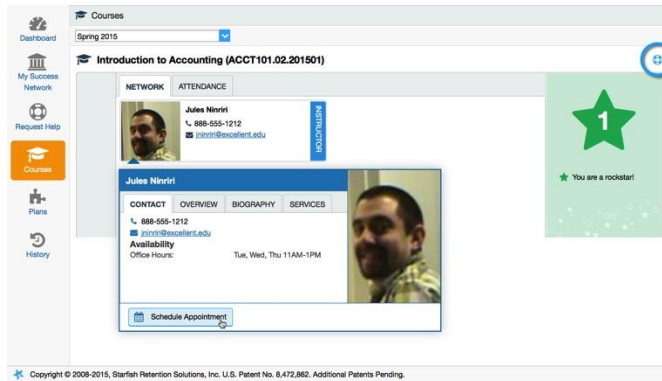 Courses
Dashboard
Spring 2015
Introduction to Accounting (ACCT101.02.201501)
My Success
Network
NETWORK ATTENDANCE
Jules Ninriri
888-555-1212
jninriri@excellent.edu
INSTRUCTOR
1
Request Help
Courses
You are a rockstar!
Jules Ninriri
CONTACT OVERVIEW BIOGRAPHY SERVICES
888-555-1212
jninriri@excellent.edu
Availability
Office Hours: Tue, Wed, Thu 11AM-1PM
Plans
History
Schedule Appointment
Copyright © 2008-2015, Starfish Retention Solutions, Inc. U.S. Patent No. 8,472,862. Additional Patents Pending.